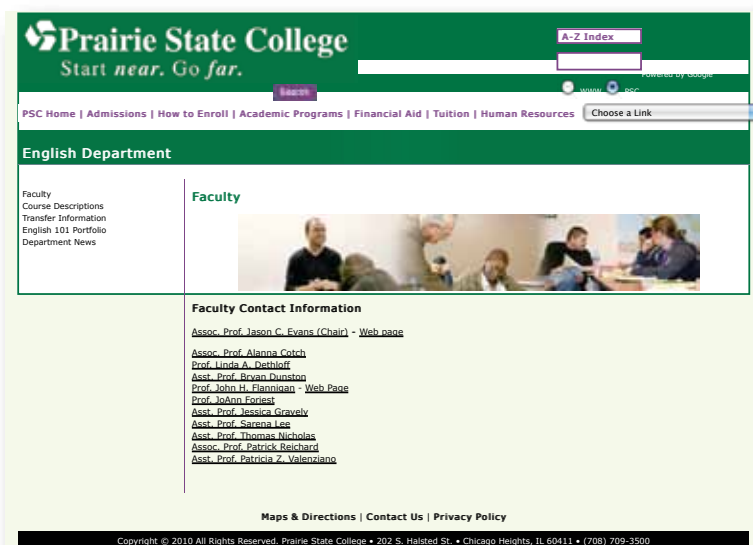 Prairie State College
Start near. Go far.
A-Z Index
Powered by Google
Search
WWW PSC
PSC Home | Admissions | How to Enroll | Academic Programs | Financial Aid | Tuition | Human Resources
Choose a Link
English Department
Faculty
Course Descriptions
Transfer Information
English 101 Portfolio
Department News
Faculty
Faculty Contact Information
Assoc. Prof. Jason C. Evans (Chair) - Web page
Assoc. Prof. Alanna Cotch
Prof. Linda A. Dethloff
Asst. Prof. Bryan Dunston
Prof. John H. Flannigan - Web Page
Prof. JoAnn Foriest
Asst. Prof. Jessica Gravely
Asst. Prof. Sarena Lee
Asst. Prof. Thomas Nicholas
Assoc. Prof. Patrick Reichard
Asst. Prof. Patricia Z. Valenziano
Maps & Directions | Contact Us | Privacy Policy
Copyright © 2010 All Rights Reserved. Prairie State College • 202 S. Halsted St. • Chicago Heights, IL 60411 • (708) 709-3500